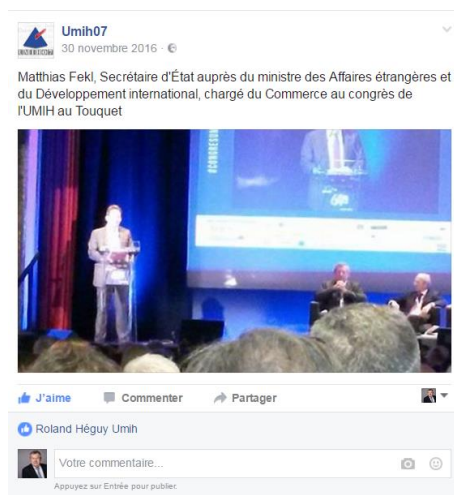 Umih07
30 novembre 2016 ·
Matthias Fekl, Secrétaire d'État auprès du ministre des Affaires étrangères et
du Développement international, chargé du Commerce au congrès de
l'UMIH au Touquet
J'aime
Commenter
Partager
Roland Héguy Umih
Votre commentaire...
Appuyez sur Entrée pour publier.